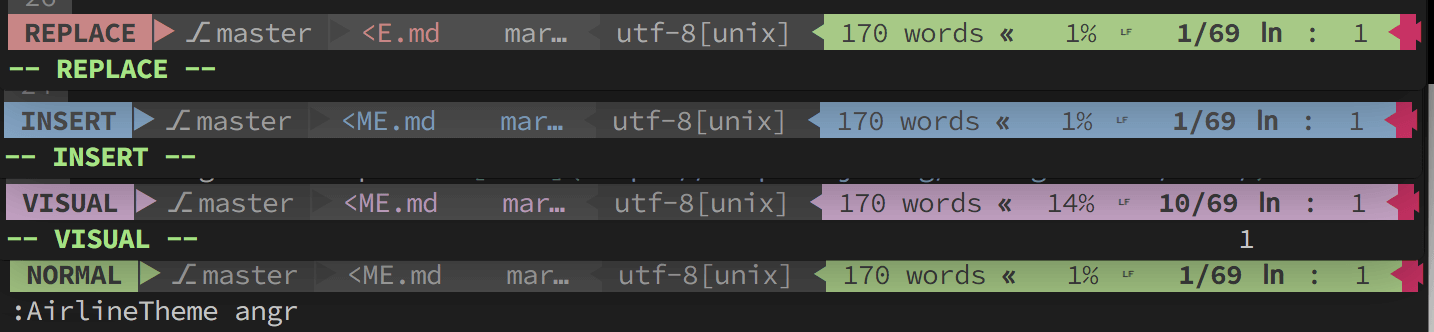 REPLACE master <E.md mar… utf-8[unix] 170 words « 1% LF 1/69 ln : 1
-- REPLACE --
INSERT master <ME.md mar… utf-8[unix] 170 words « 1% LF 1/69 ln : 1
-- INSERT --
VISUAL master <ME.md mar… utf-8[unix] 170 words « 14% LF 10/69 ln : 1
-- VISUAL -- 1
NORMAL master <ME.md mar… utf-8[unix] 170 words « 1% LF 1/69 ln : 1
:AirlineTheme angr